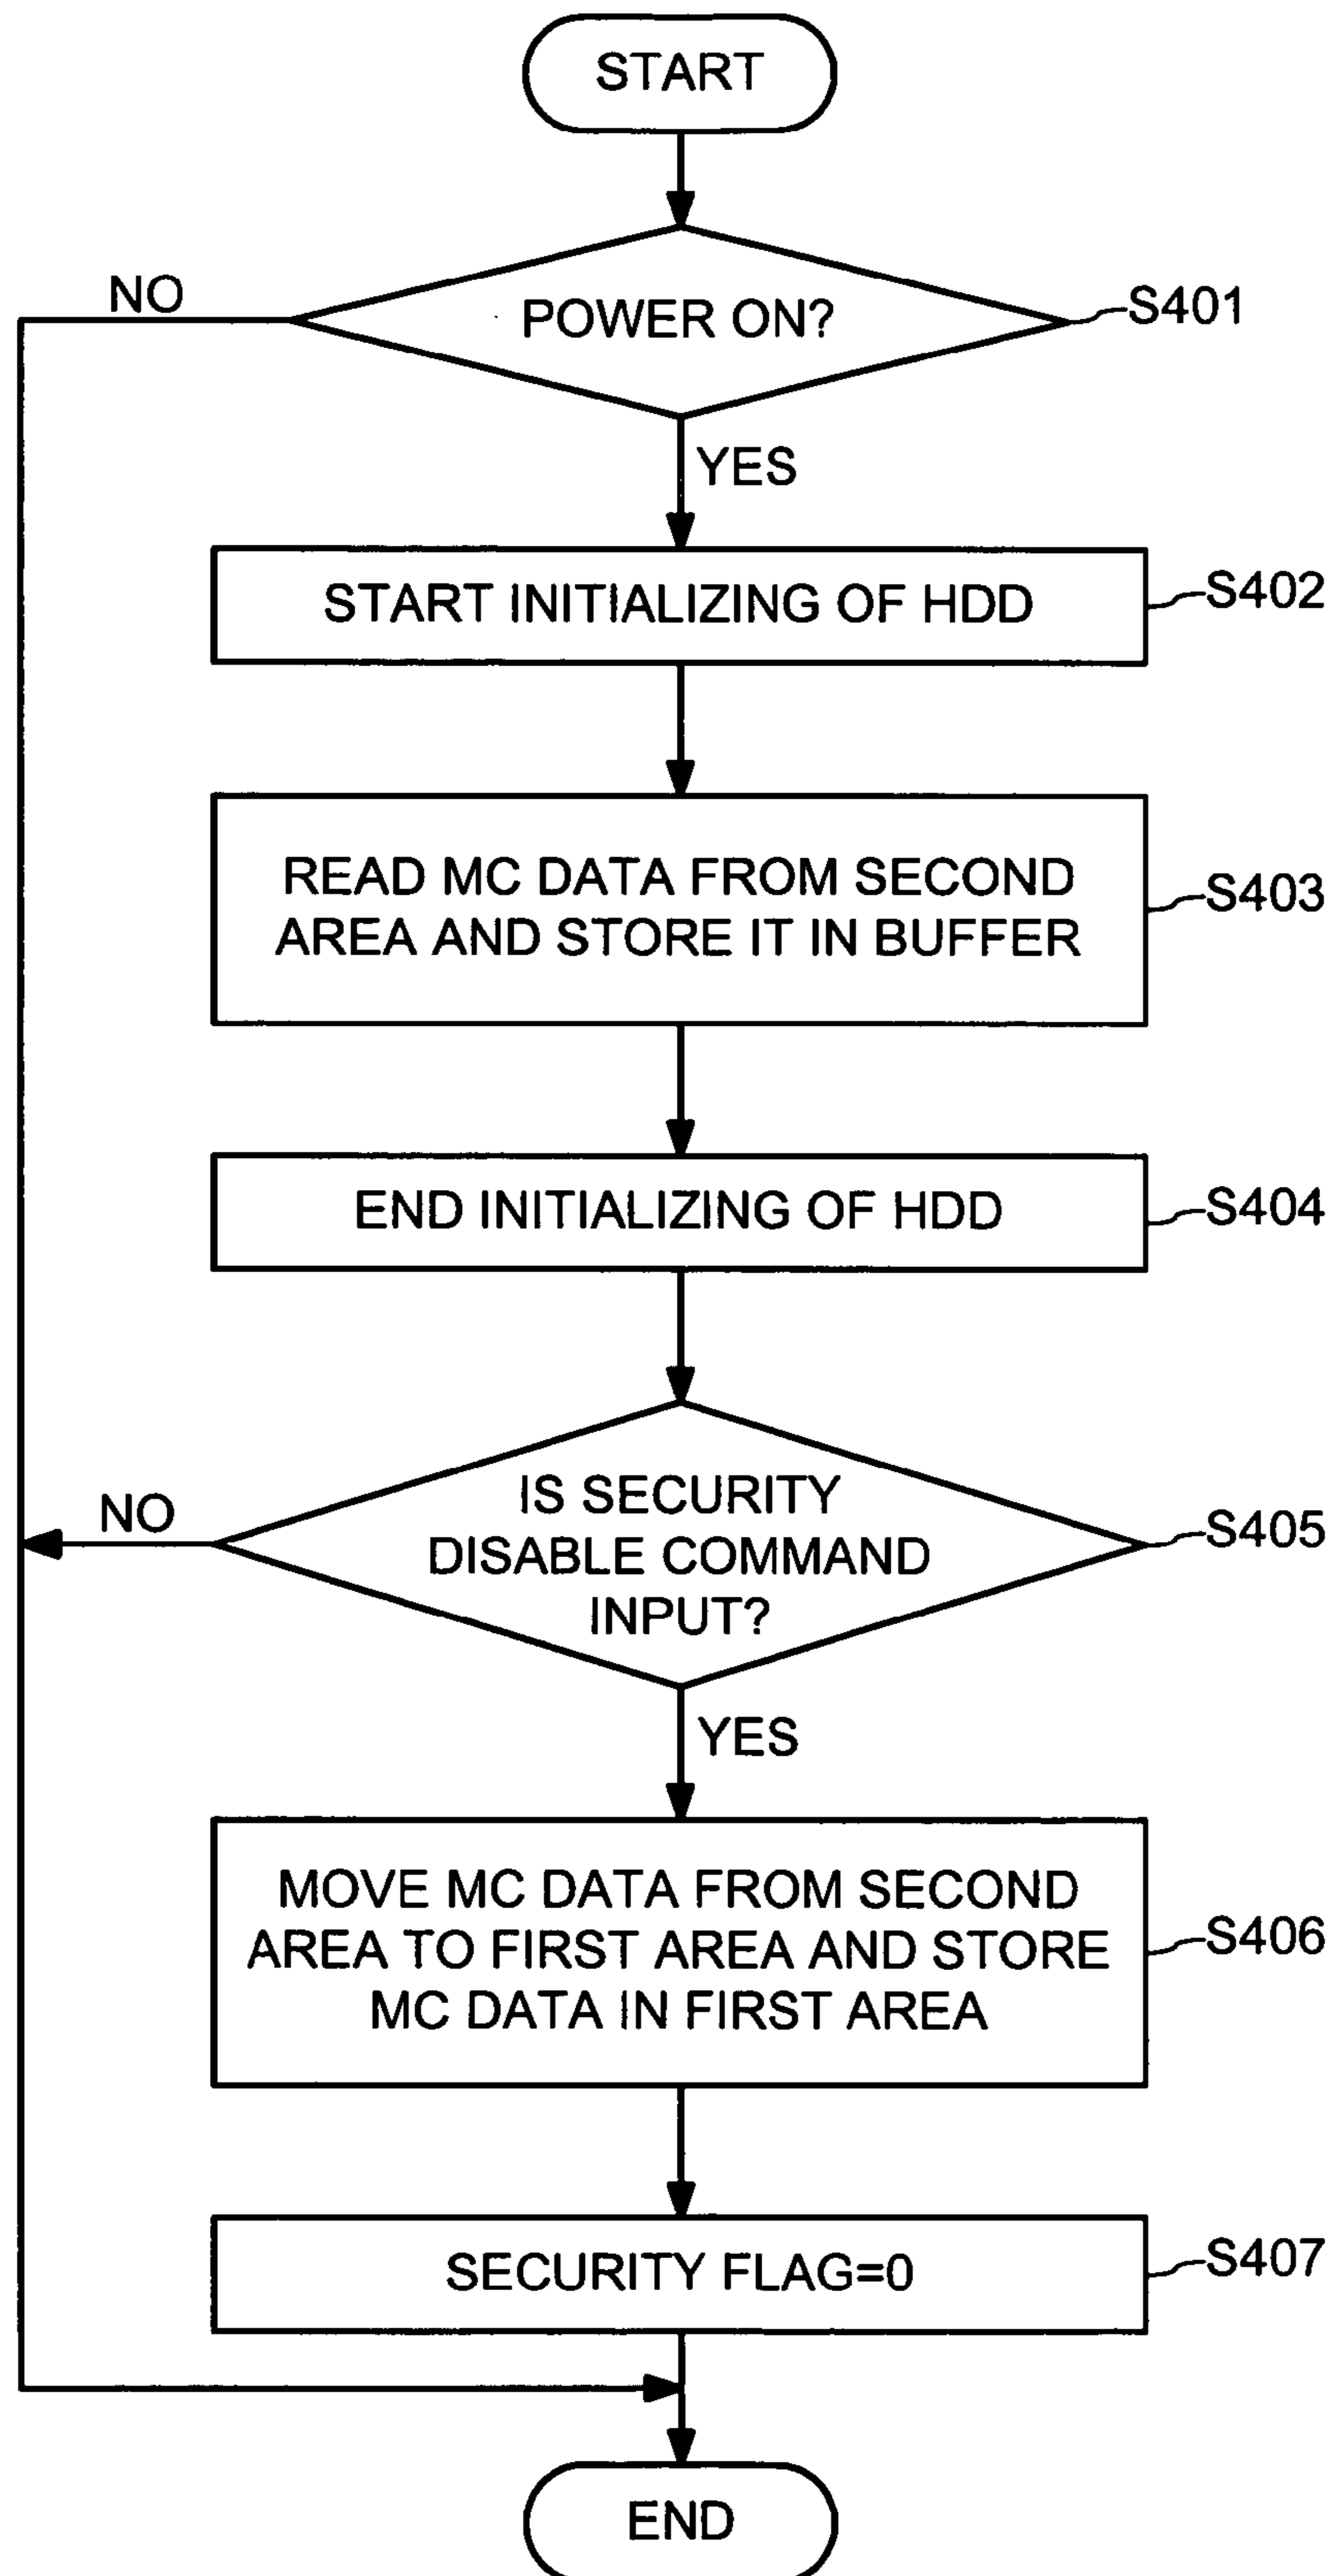 START
NO
POWER ON?
S401
YES
START INITIALIZING OF HDD
S402
READ MC DATA FROM SECOND
AREA AND STORE IT IN BUFFER
S403
END INITIALIZING OF HDD
S404
IS SECURITY
DISABLE COMMAND
INPUT?
NO
S405
YES
MOVE MC DATA FROM SECOND
AREA TO FIRST AREA AND STORE
MC DATA IN FIRST AREA
S406
SECURITY FLAG=0
S407
END